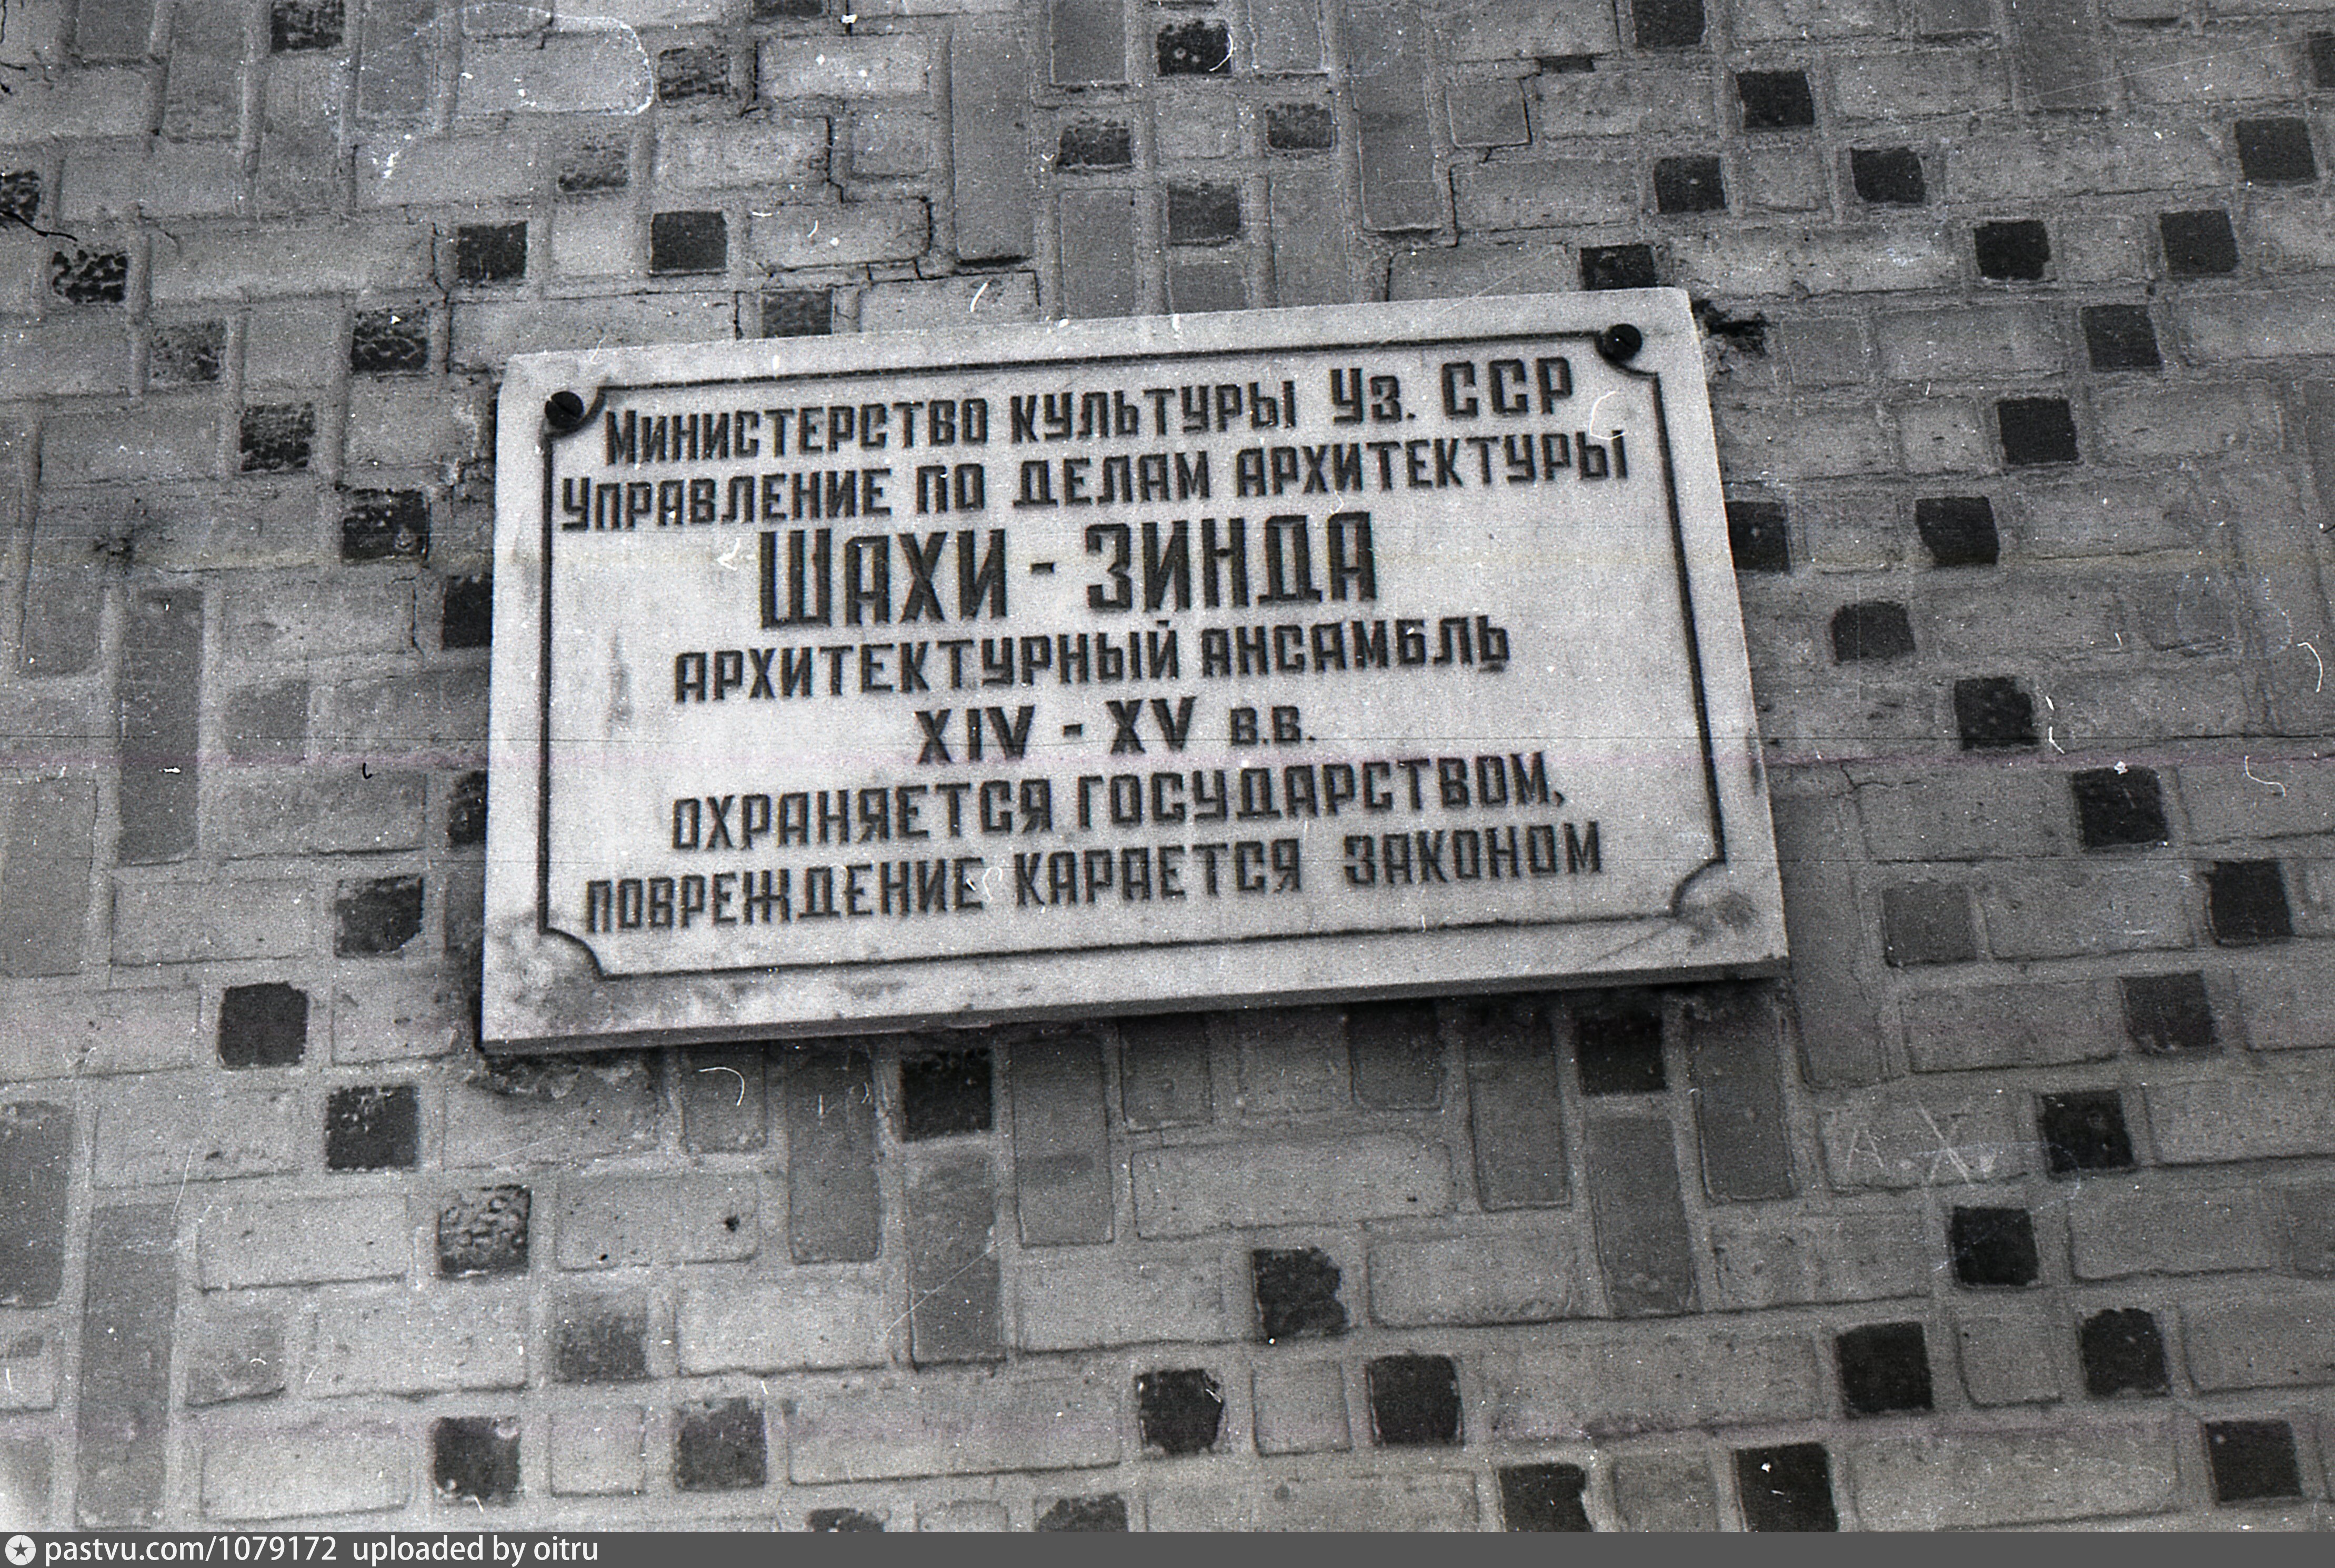 Министерство культуры Уз. ССР
управление по делам архитектуры
ШАХИ - ЗИНДА
архитектурный ансамбль
XIV - XV в.в.
охраняется государством,
повреждение карается законом
А.Х.
pastvu.com/1079172 uploaded by oitru